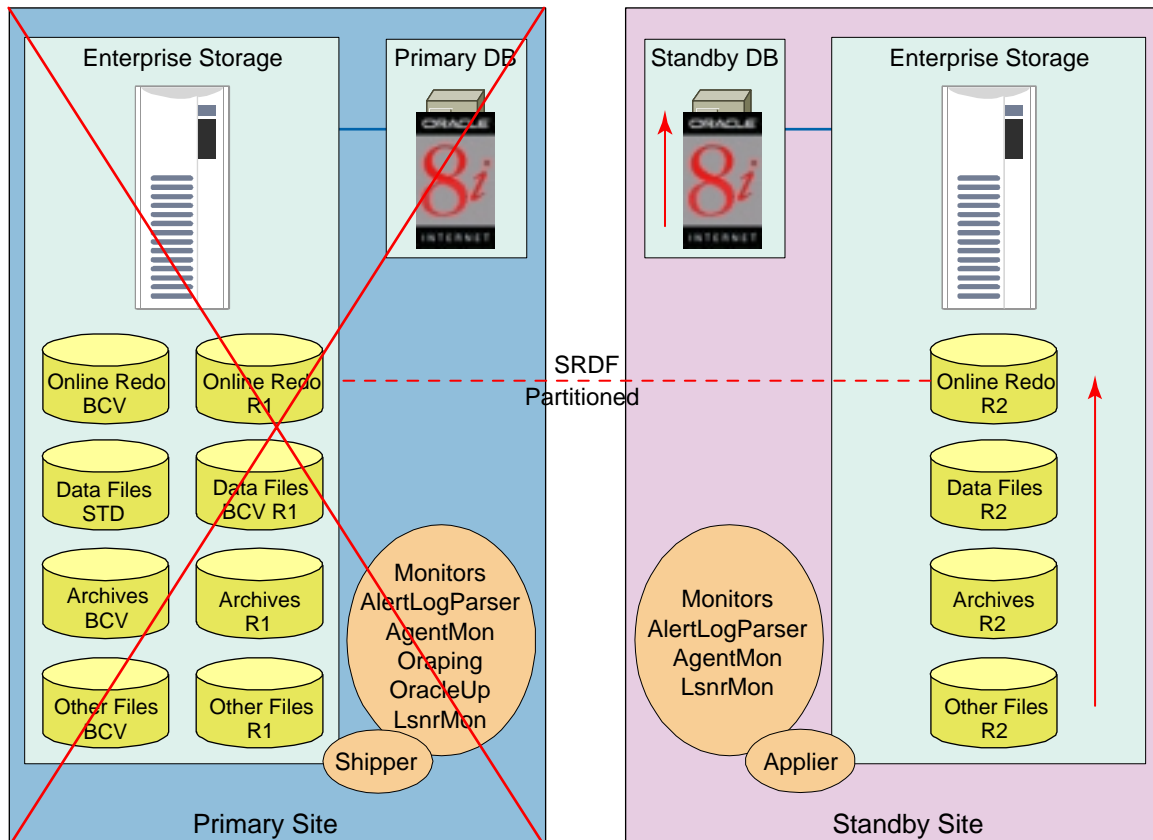 Enterprise Storage
Primary DB
ORACLE
8i
INTERNET
Online Redo
BCV
Online Redo
R1
Data Files
STD
Data Files
BCV R1
Archives
BCV
Archives
R1
Other Files
BCV
Other Files
R1
Monitors
AlertLogParser
AgentMon
Oraping
OracleUp
LsnrMon
Shipper
Primary Site
SRDF
Partitioned
Standby DB
ORACLE
8i
INTERNET
Enterprise Storage
Online Redo
R2
Data Files
R2
Archives
R2
Other Files
R2
Monitors
AlertLogParser
AgentMon
LsnrMon
Applier
Standby Site